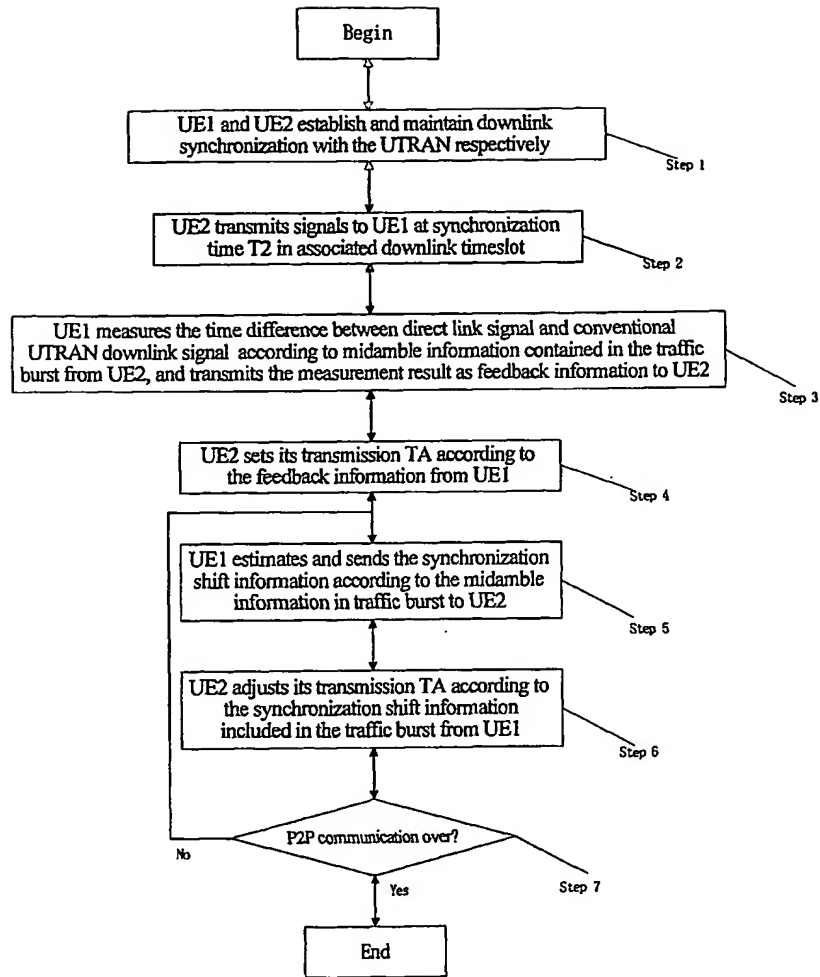 Begin
UE1 and UE2 establish and maintain downlink
synchronization with the UTRAN respectively
Step 1
UE2 transmits signals to UE1 at synchronization
time T2 in associated downlink timeslot
Step 2
UE1 measures the time difference between direct link signal and conventional
UTRAN downlink signal according to midamble information contained in the traffic
burst from UE2, and transmits the measurement result as feedback information to UE2
Step 3
UE2 sets its transmission TA according to
the feedback information from UE1
Step 4
UE1 estimates and sends the synchronization
shift information according to the midamble
information in traffic burst to UE2
Step 5
UE2 adjusts its transmission TA according to
the synchronization shift information
included in the traffic burst from UE1
Step 6
P2P communication over?
No
Step 7
Yes
End